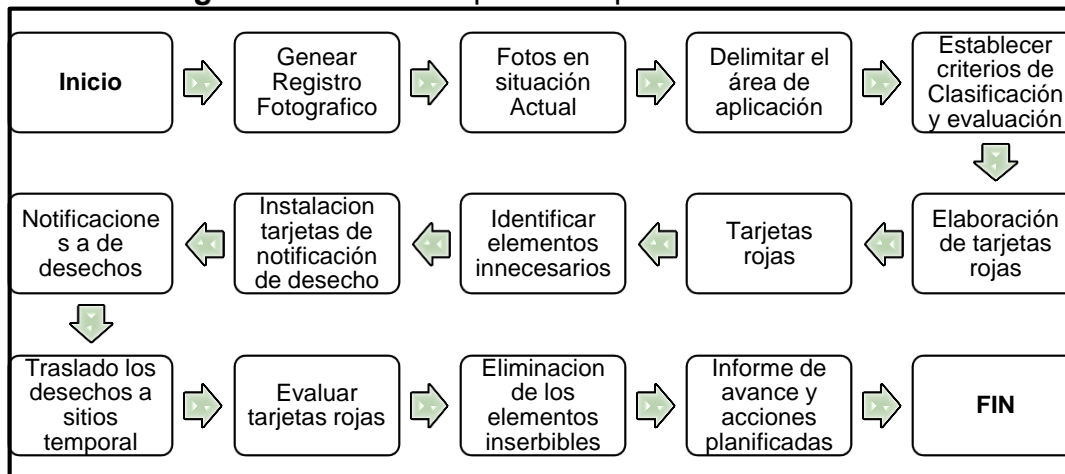 Inicio
Genear
Registro
Fotografico
Fotos en
situación
Actual
Delimitar el
área de
aplicación
Establecer
criterios de
Clasificación
y evaluación
Elaboración
de tarjetas
rojas
Tarjetas
rojas
Identificar
elementos
innecesarios
Instalacion
tarjetas de
notificación
de desecho
Notificacione
s a de
desechos
Traslado los
desechos a
sitios
temporal
Evaluar
tarjetas rojas
Eliminacion
de los
elementos
inserbibles
Informe de
avance y
acciones
planificadas
FIN